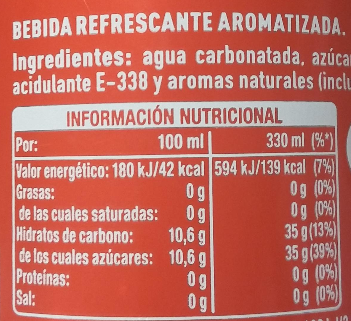 BEBIDA REFRESCANTE AROMATIZADA.
Ingredientes: agua carbonatada,
acidulante E-338 y aromas naturales
INFORMACIÓN NUTRICIONAL
Por: 100 ml 330 ml (%*)
Valor energético: 180 kJ/42 kcal 594 kJ/139 kcal (7%)
Grasas: 0 g 0 g (0%)
de las cuales saturadas: 0 g 0 g (0%)
Hidratos de carbono: 10,6 g 35 g (13%)
de los cuales azúcares: 10,6 g 35 g (39%)
Proteínas: 0 g 0 g (0%)
Sal: 0 g 0 g (0%)